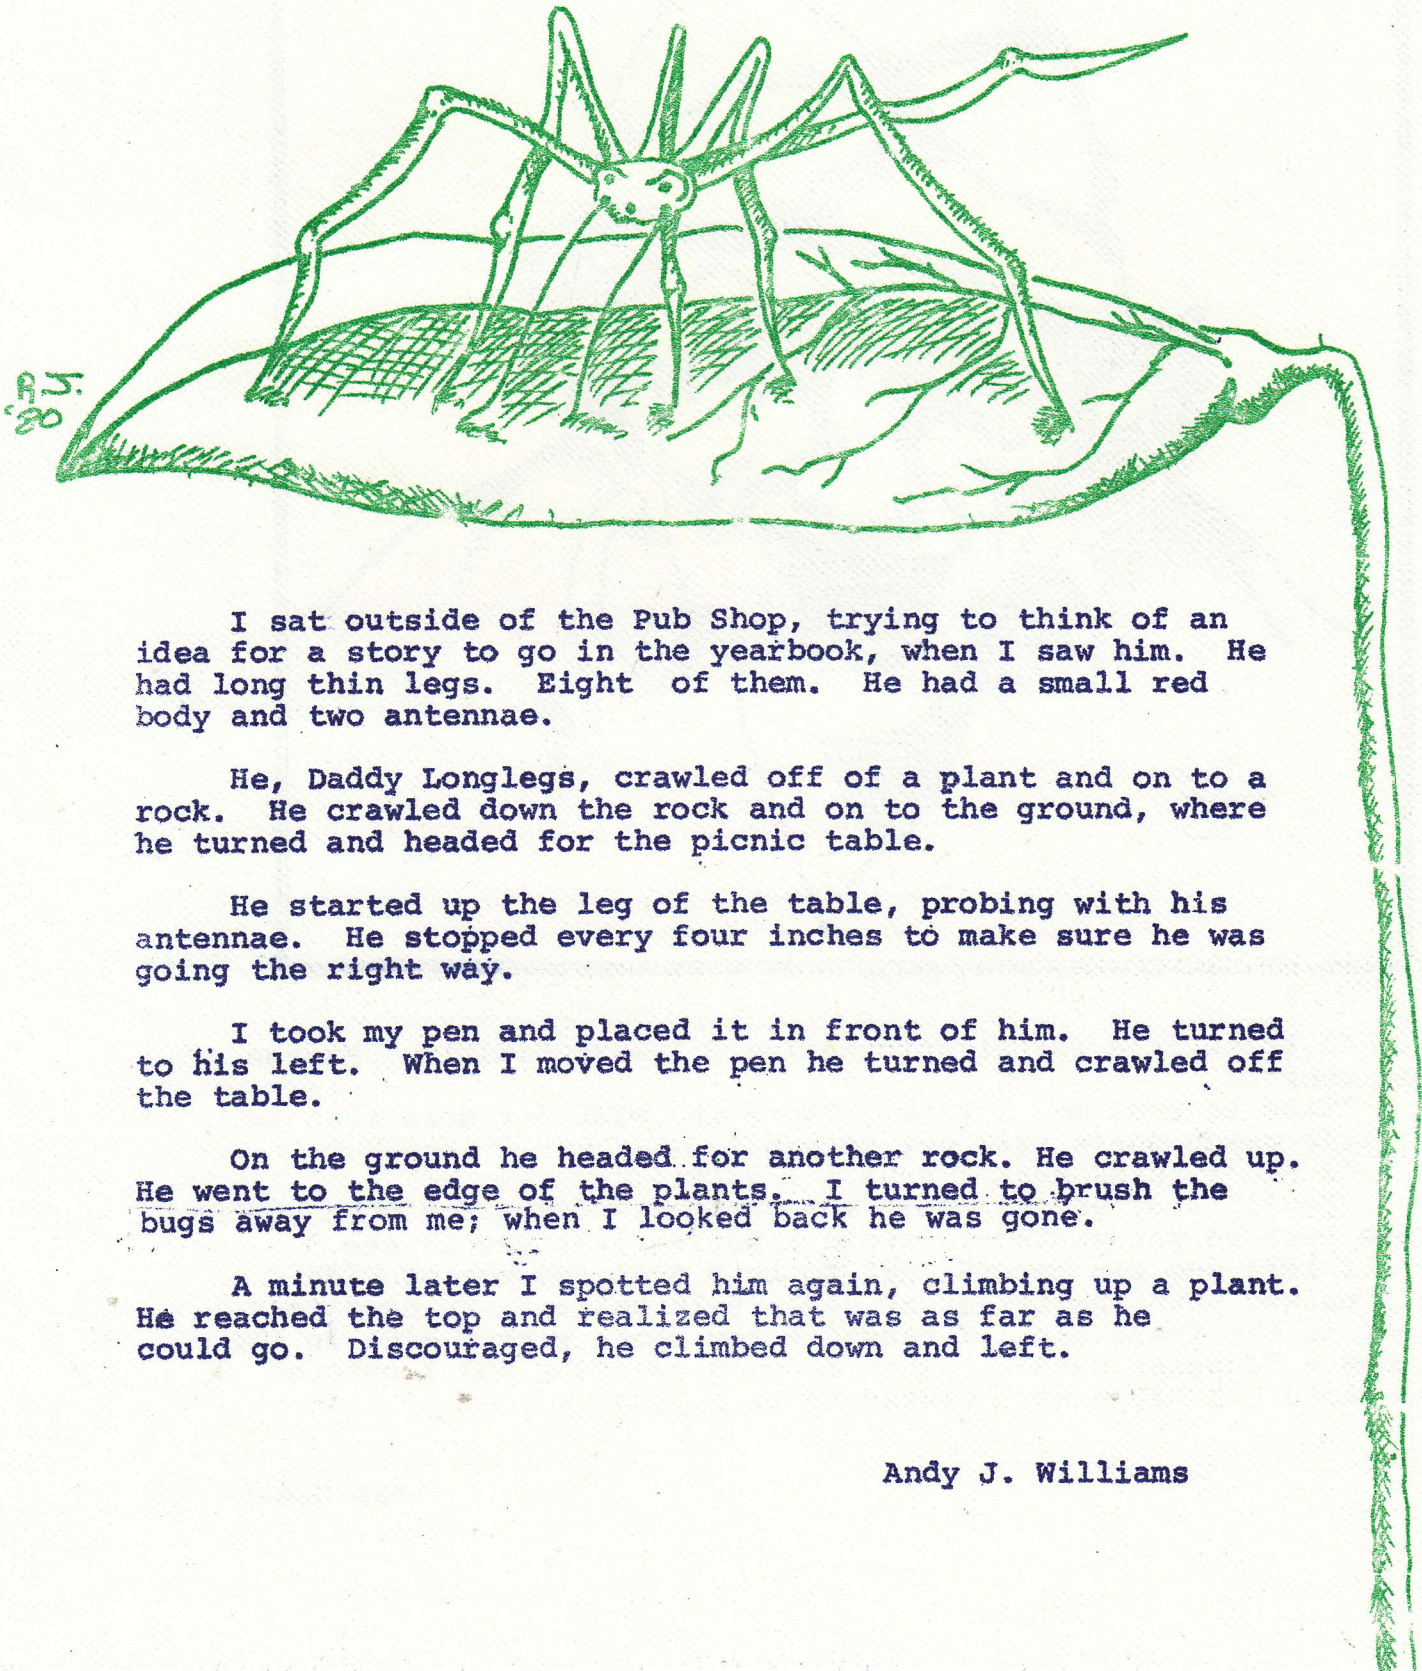 R.J.
'80
I sat outside of the Pub Shop, trying to think of an
idea for a story to go in the yearbook, when I saw him.  He
had long thin legs.  Eight  of them.  He had a small red
body and two antennae.
He, Daddy Longlegs, crawled off of a plant and on to a
rock.  He crawled down the rock and on to the ground, where
he turned and headed for the picnic table.
He started up the leg of the table, probing with his
antennae.  He stopped every four inches to make sure he was
going the right way.
I took my pen and placed it in front of him.  He turned
to his left.  When I moved the pen he turned and crawled off
the table.
On the ground he headed for another rock. He crawled up.
He went to the edge of the plants.  I turned to brush the
bugs away from me; when I looked back he was gone.
A minute later I spotted him again, climbing up a plant.
He reached the top and realized that was as far as he
could go.  Discouraged, he climbed down and left.
Andy J. Williams